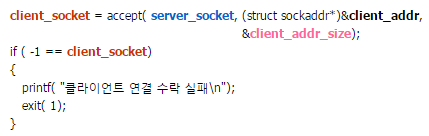 client_socket = accept( server_socket, (struct sockaddr*)&client_addr,
&client_addr_size);
if ( -1 == client_socket)
{
printf( "클라이언트 연결 수락 실패\n");
exit( 1);
}